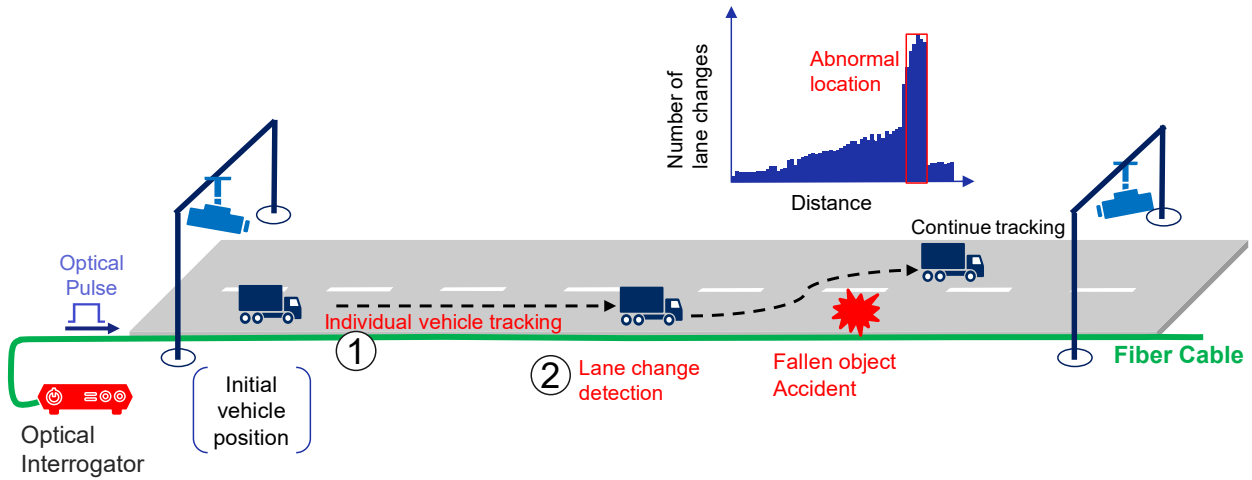 Number of
lane changes
Abnormal
location
Distance
Continue tracking
Optical
Pulse
Individual vehicle tracking
1
2
Lane change
detection
Fallen object
Accident
Fiber Cable
Initial
vehicle
position
Optical
Interrogator